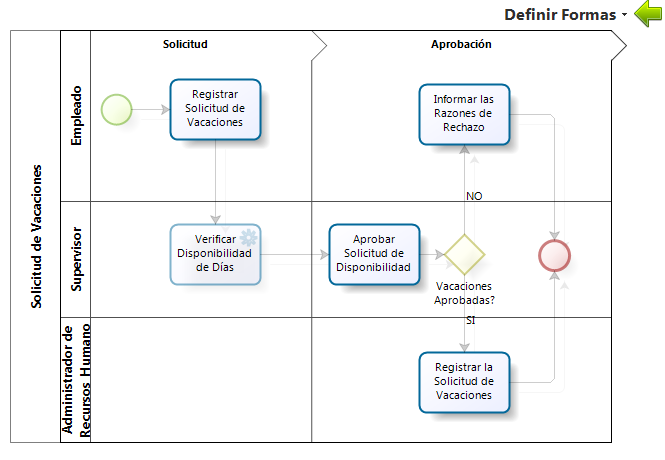 Definir Formas
Solicitud
Aprobación
Solicitud de Vacaciones
Empleado
Registrar
Solicitud de
Vacaciones
Informar las
Razones de
Rechazo
NO
Supervisor
Verificar
Disponibilidad
de Días
Aprobar
Solicitud de
Disponibilidad
Vacaciones
Aprobadas?
SI
Administrador de
Recursos Humano
Registrar la
Solicitud de
Vacaciones